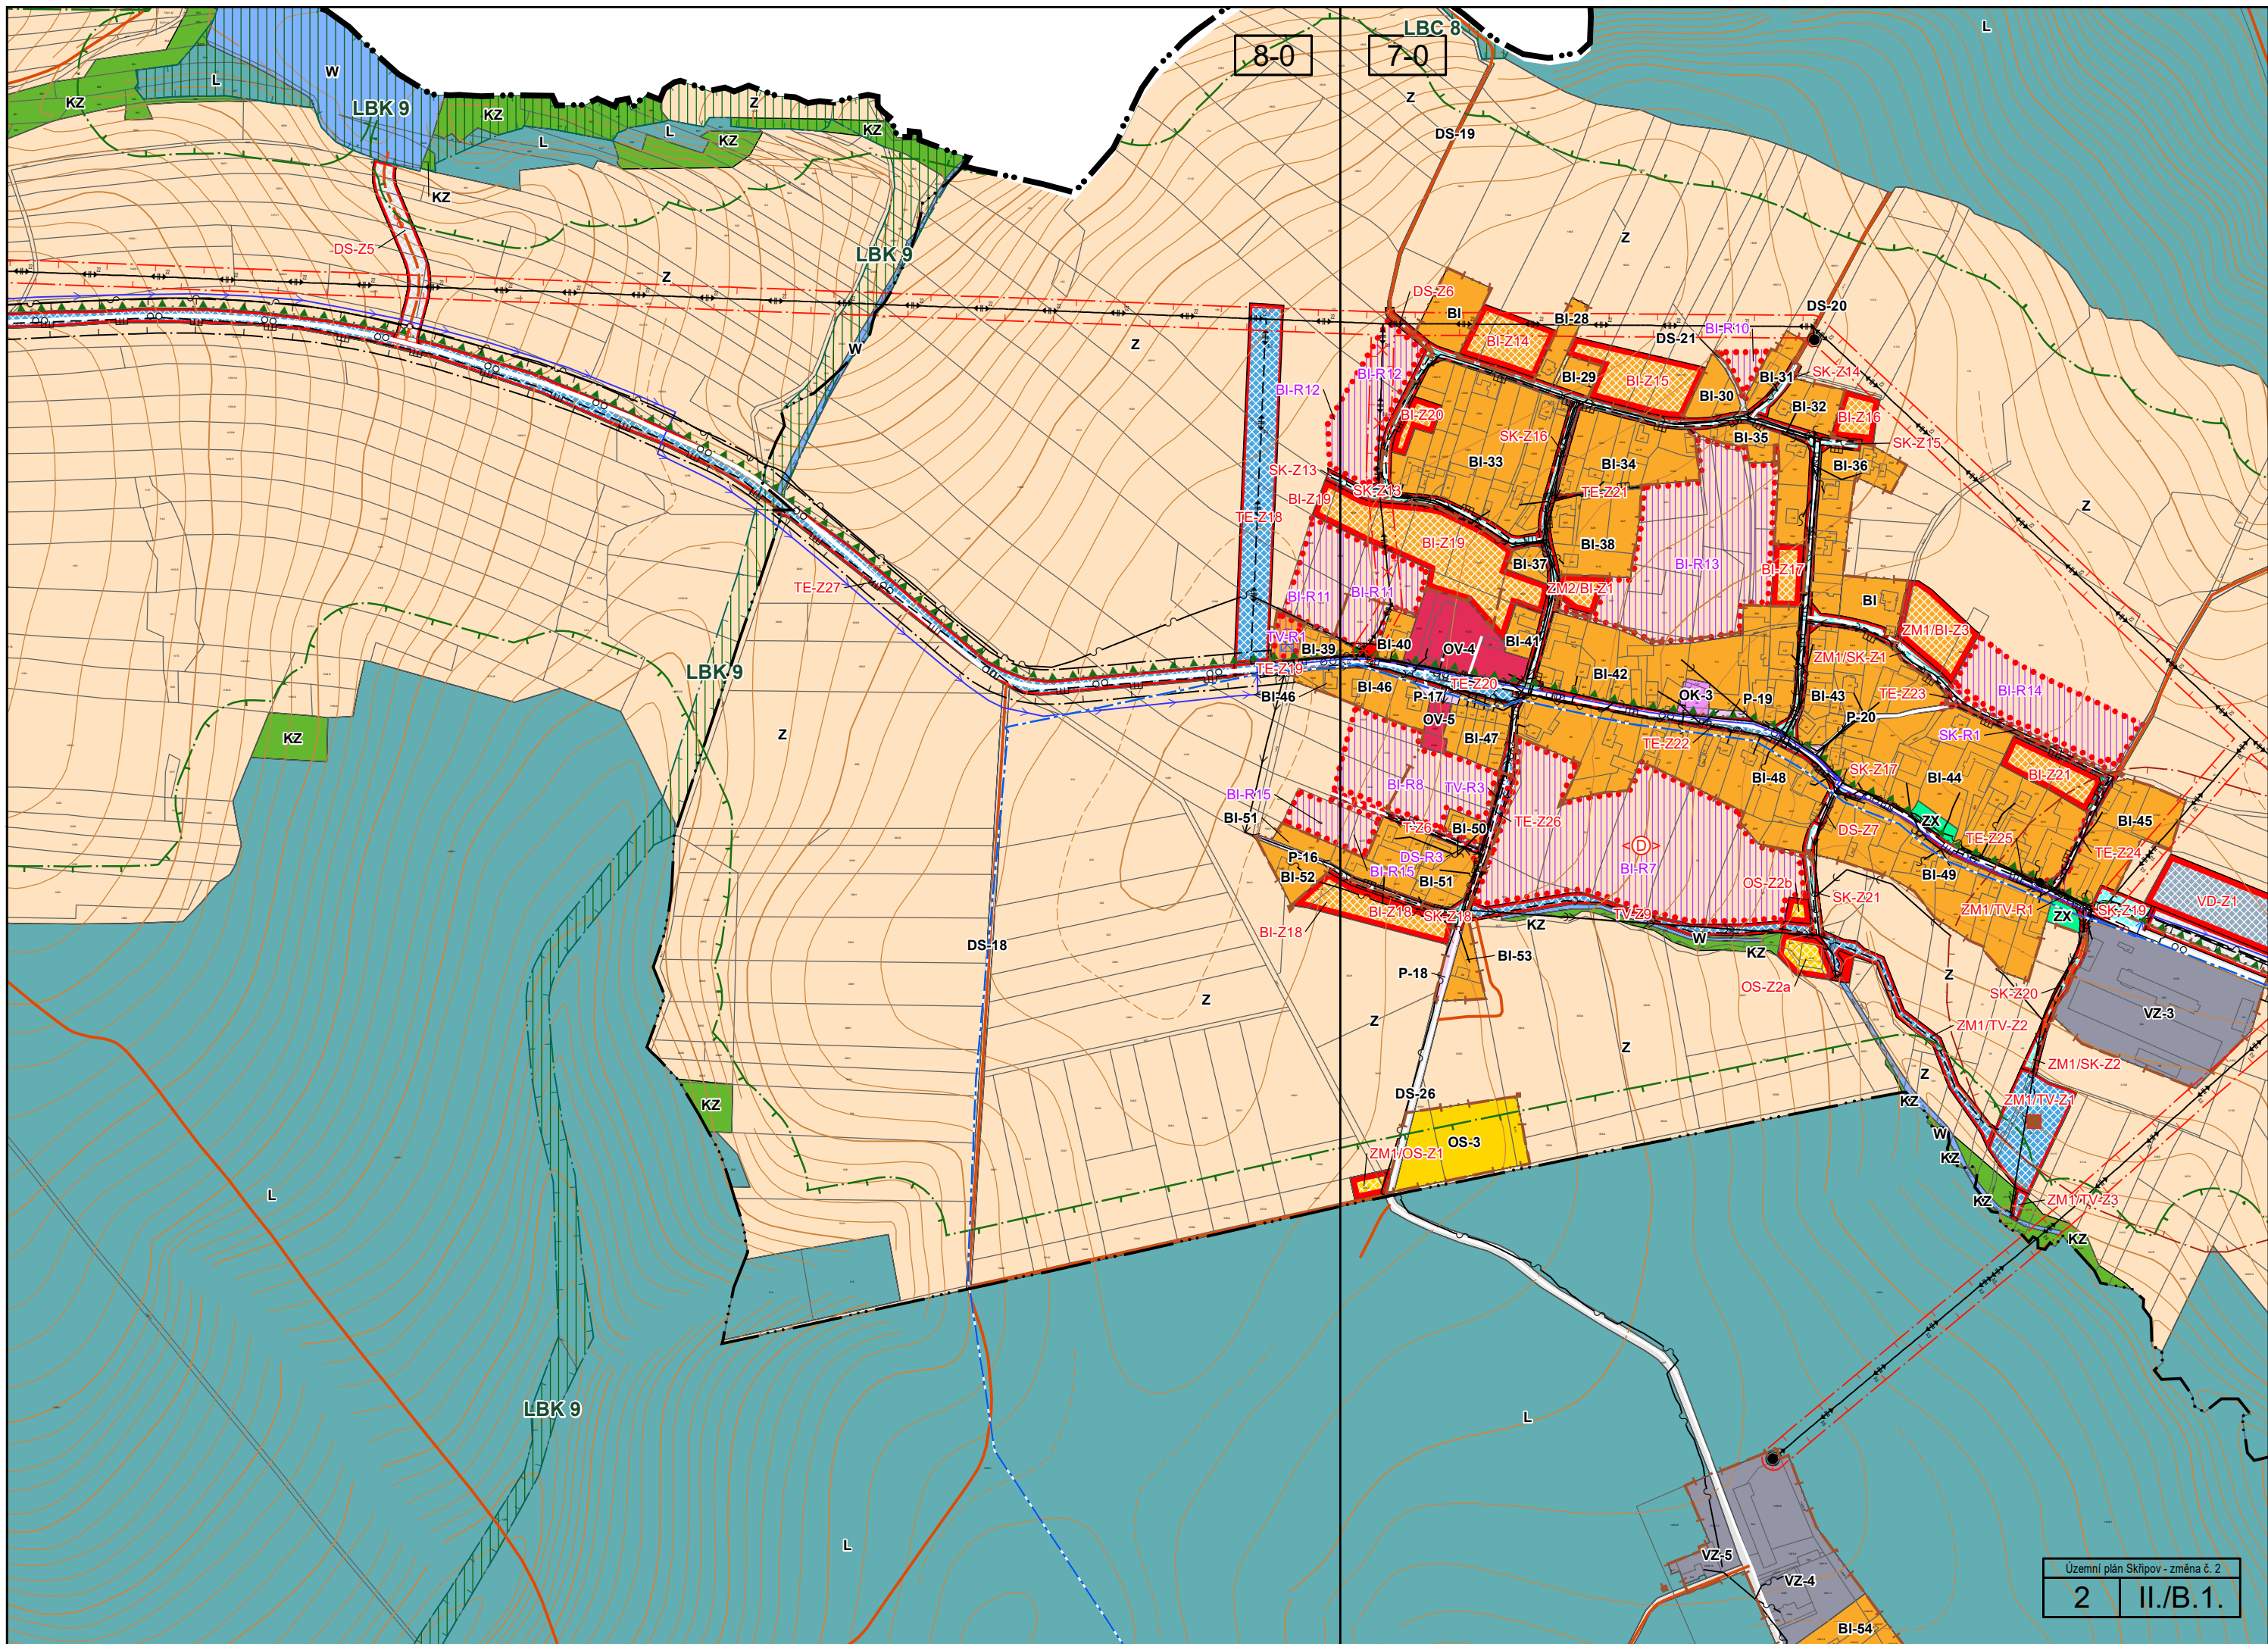 8-0
7-0
LBC 8
L
W
L
KZ
LBK 9
KZ
Z
L
KZ
L
KZ
Z
DS-19
KZ
DS-Z5
Z
LBK 9
Z
DS-Z6
BI
BI-28
DS-20
BI-R10
DS-21
Z
W
BI-Z14
BI-R12
BI-R12
BI-29
BI-Z15
BI-30
BI-31
SK-Z14
BI-32
BI-Z16
BI-Z20
SK-Z16
BI-35
SK-Z15
BI-33
BI-34
BI-36
SK-Z13
SK-Z13
BI-Z19
TE-Z21
Z
TE-Z18
BI-Z19
BI-38
BI-37
BI-R13
BI-Z17
TE-Z27
ZM2/BI-Z1
BI-R11
BI-R11
BI
ZM1/BI-Z3
TV-R1
BI-39
BI-40
OV-4
BI-41
ZM1/SK-Z1
TE-Z19
LBK 9
BI-42
TE-Z20
BI-46
BI-46
P-17
OK-3
P-19
BI-43
TE-Z23
BI-R14
OV-5
P-20
KZ
Z
BI-47
TE-Z22
SK-R1
BI-48
SK-Z17
BI-44
BI-Z21
BI-R8
TV-R3
BI-R15
BI-51
T-Z6
BI-50
TE-Z26
DS-Z7
ZX
BI-45
TE-Z25
D
TE-Z24
P-16
DS-R3
BI-R7
BI-R15
BI-52
BI-51
BI-49
OS-Z2b
SK-Z21
VD-Z1
BI-Z18
SK-Z18
TV-Z9
ZM1/TV-R1
SK-Z19
ZX
BI-Z18
KZ
W
DS-18
KZ
BI-53
P-18
Z
OS-Z2a
SK-Z20
Z
Z
VZ-3
ZM1/TV-Z2
Z
ZM1/SK-Z2
Z
DS-26
KZ
ZM1/TV-Z1
KZ
W
OS-3
ZM1/OS-Z1
KZ
L
KZ
ZM1/TV-Z3
KZ
LBK 9
L
L
VZ-5
VZ-4
BI-54
Územní plán Skřipov - změna č. 2
2
II./B.1.